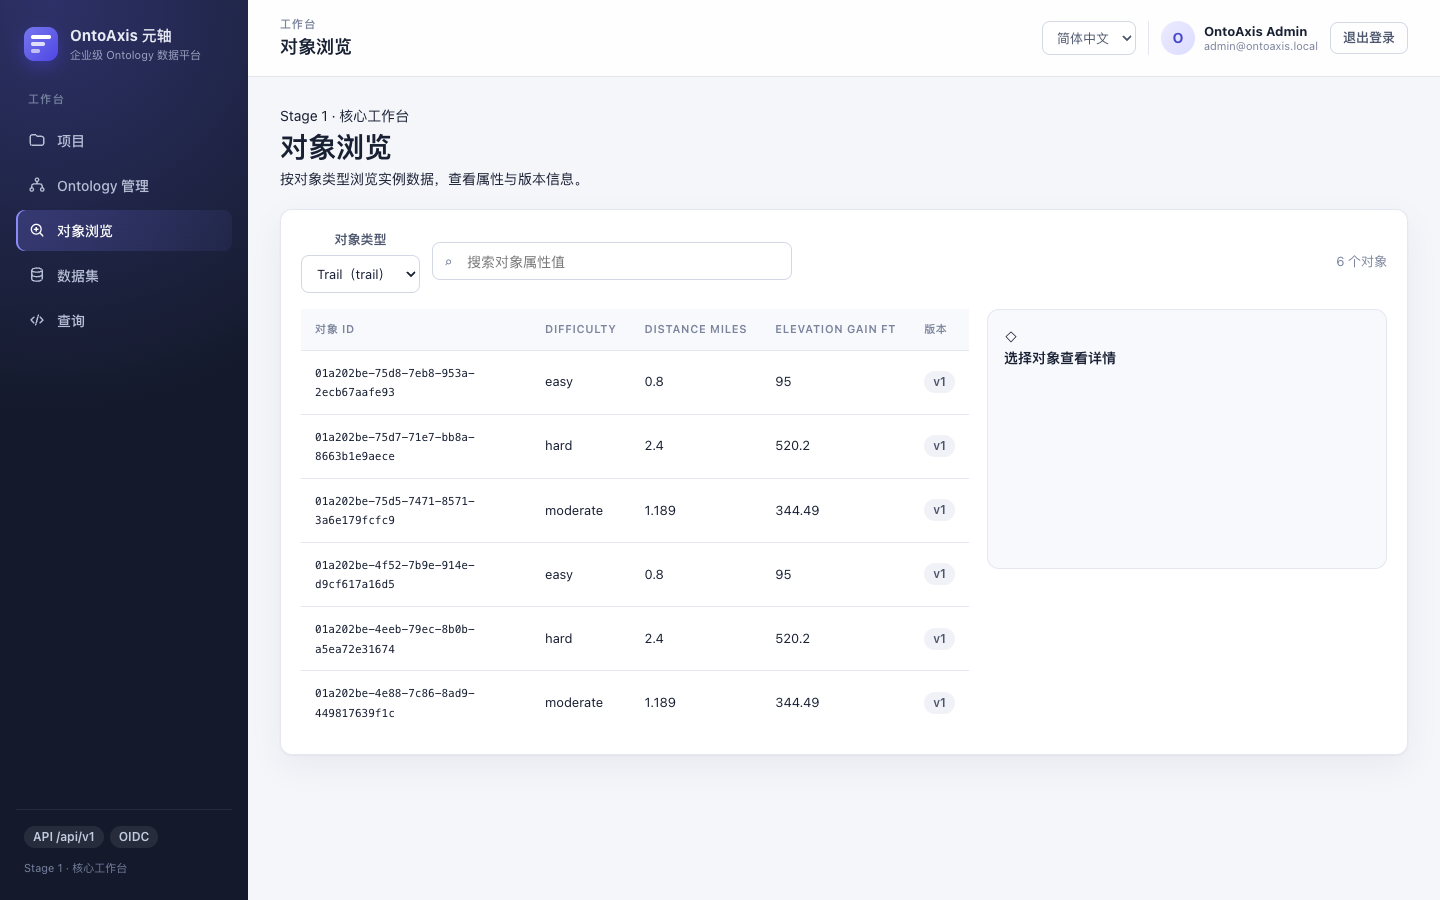 OntoAxis 元轴
企业级 Ontology 数据平台
工作台
项目
Ontology 管理
对象浏览
数据集
查询
API /api/v1
OIDC
Stage 1 · 核心工作台
工作台
对象浏览
简体中文
O
OntoAxis Admin
admin@ontoaxis.local
退出登录
Stage 1 · 核心工作台
对象浏览
按对象类型浏览实例数据，查看属性与版本信息。
对象类型
Trail（trail）
搜索对象属性值
6 个对象
对象 ID DIFFICULTY DISTANCE MILES ELEVATION GAIN FT 版本
01a202be-75d8-7eb8-953a-
2ecb67aafe93
easy 0.8 95 v1
01a202be-75d7-71e7-bb8a-
8663b1e9aece
hard 2.4 520.2 v1
01a202be-75d5-7471-8571-
3a6e179fcfc9
moderate 1.189 344.49 v1
01a202be-4f52-7b9e-914e-
d9cf617a16d5
easy 0.8 95 v1
01a202be-4eeb-79ec-8b0b-
a5ea72e31674
hard 2.4 520.2 v1
01a202be-4e88-7c86-8ad9-
449817639f1c
moderate 1.189 344.49 v1
选择对象查看详情